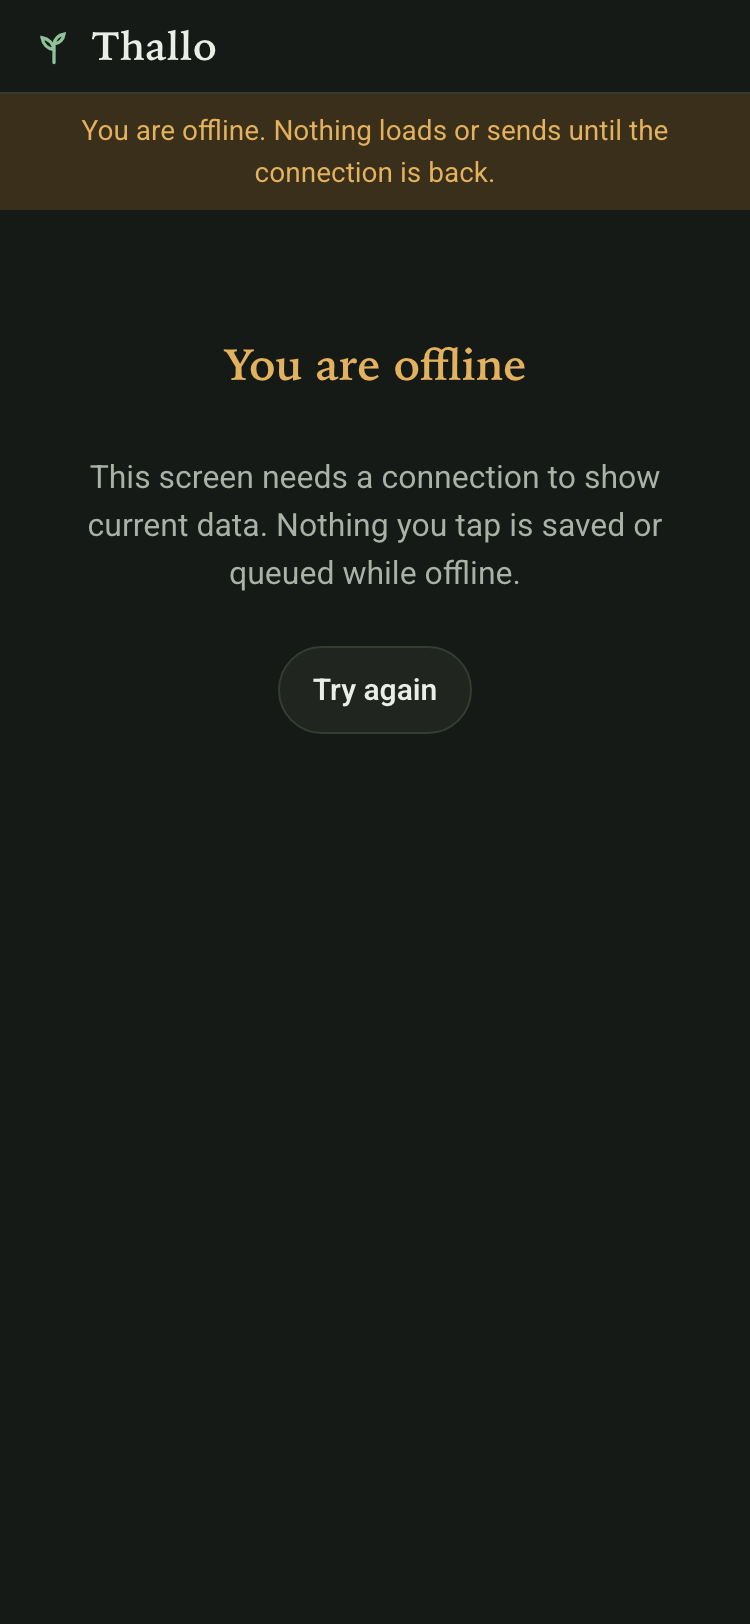 Thallo
You are offline. Nothing loads or sends until the
connection is back.
You are offline
This screen needs a connection to show
current data. Nothing you tap is saved or
queued while offline.
Try again